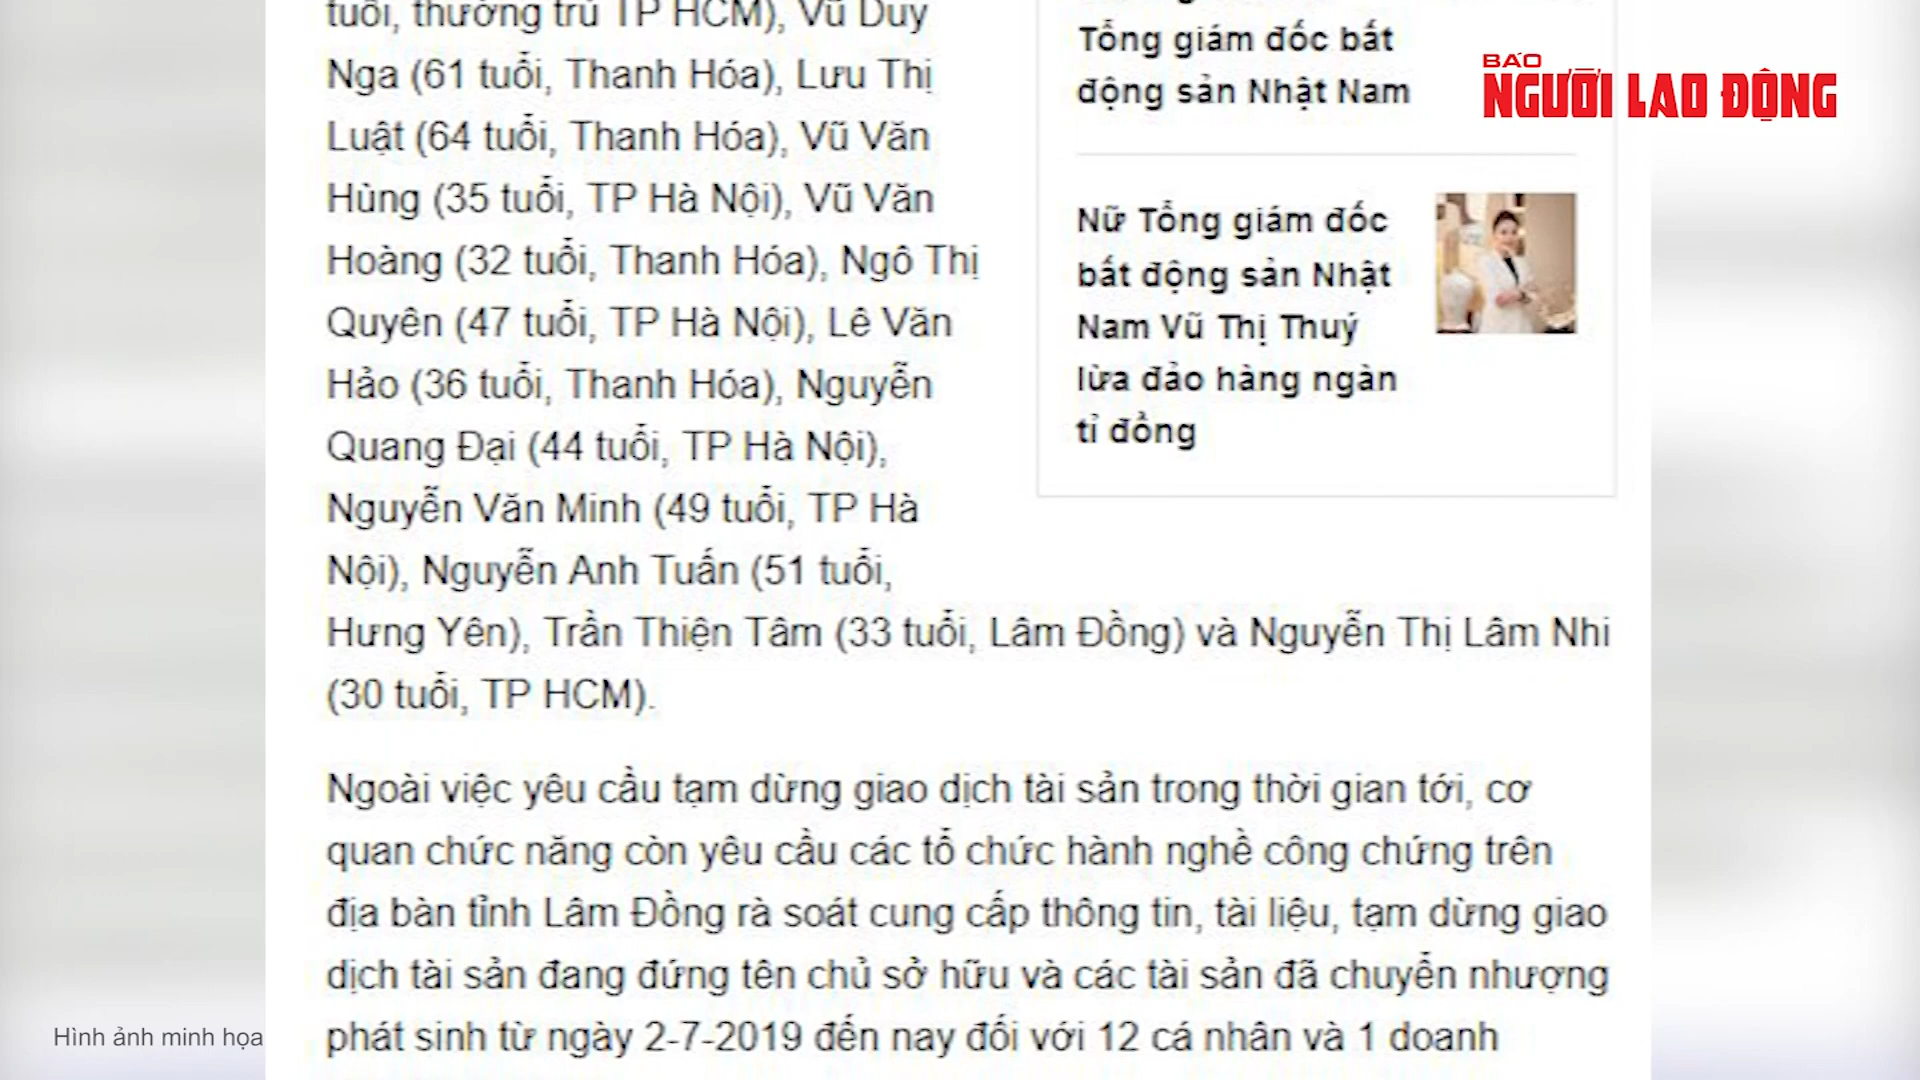 tuổi, thường trú TP HCM), Vũ Duy
Nga (61 tuổi, Thanh Hóa), Lưu Thị
Luật (64 tuổi, Thanh Hóa), Vũ Văn
Hùng (35 tuổi, TP Hà Nội), Vũ Văn
Hoàng (32 tuổi, Thanh Hóa), Ngô Thị
Quyên (47 tuổi, TP Hà Nội), Lê Văn
Hảo (36 tuổi, Thanh Hóa), Nguyễn
Quang Đại (44 tuổi, TP Hà Nội),
Nguyễn Văn Minh (49 tuổi, TP Hà
Nội), Nguyễn Anh Tuấn (51 tuổi,
Hưng Yên), Trần Thiện Tâm (33 tuổi, Lâm Đồng) và Nguyễn Thị Lâm Nhi
(30 tuổi, TP HCM).
Ngoài việc yêu cầu tạm dừng giao dịch tài sản trong thời gian tới, cơ
quan chức năng còn yêu cầu các tổ chức hành nghề công chứng trên
địa bàn tỉnh Lâm Đồng rà soát cung cấp thông tin, tài liệu, tạm dừng giao
dịch tài sản đang đứng tên chủ sở hữu và các tài sản đã chuyển nhượng
phát sinh từ ngày 2-7-2019 đến nay đối với 12 cá nhân và 1 doanh
Tổng giám đốc bất
động sản Nhật Nam
Nữ Tổng giám đốc
bất động sản Nhật
Nam Vũ Thị Thuý
lừa đảo hàng ngàn
tỉ đồng
BÁO
NGƯỜI LAO ĐỘNG
Hình ảnh minh họa